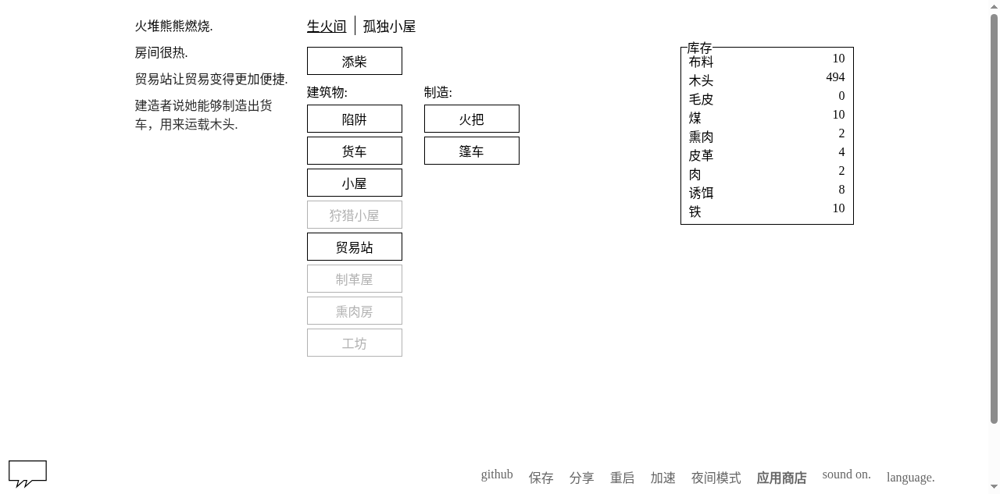 火堆熊熊燃烧.
房间很热.
贸易站让贸易变得更加便捷.
建造者说她能够制造出货
车，用来运载木头.
生火间
孤独小屋
添柴
建筑物:
陷阱
货车
小屋
狩猎小屋
贸易站
制革屋
熏肉房
工坊
制造:
火把
篷车
库存
布料 10
木头 494
毛皮 0
煤 10
熏肉 2
皮革 4
肉 2
诱饵 8
铁 10
github 保存 分享 重启 加速 夜间模式 应用商店 sound on. language.